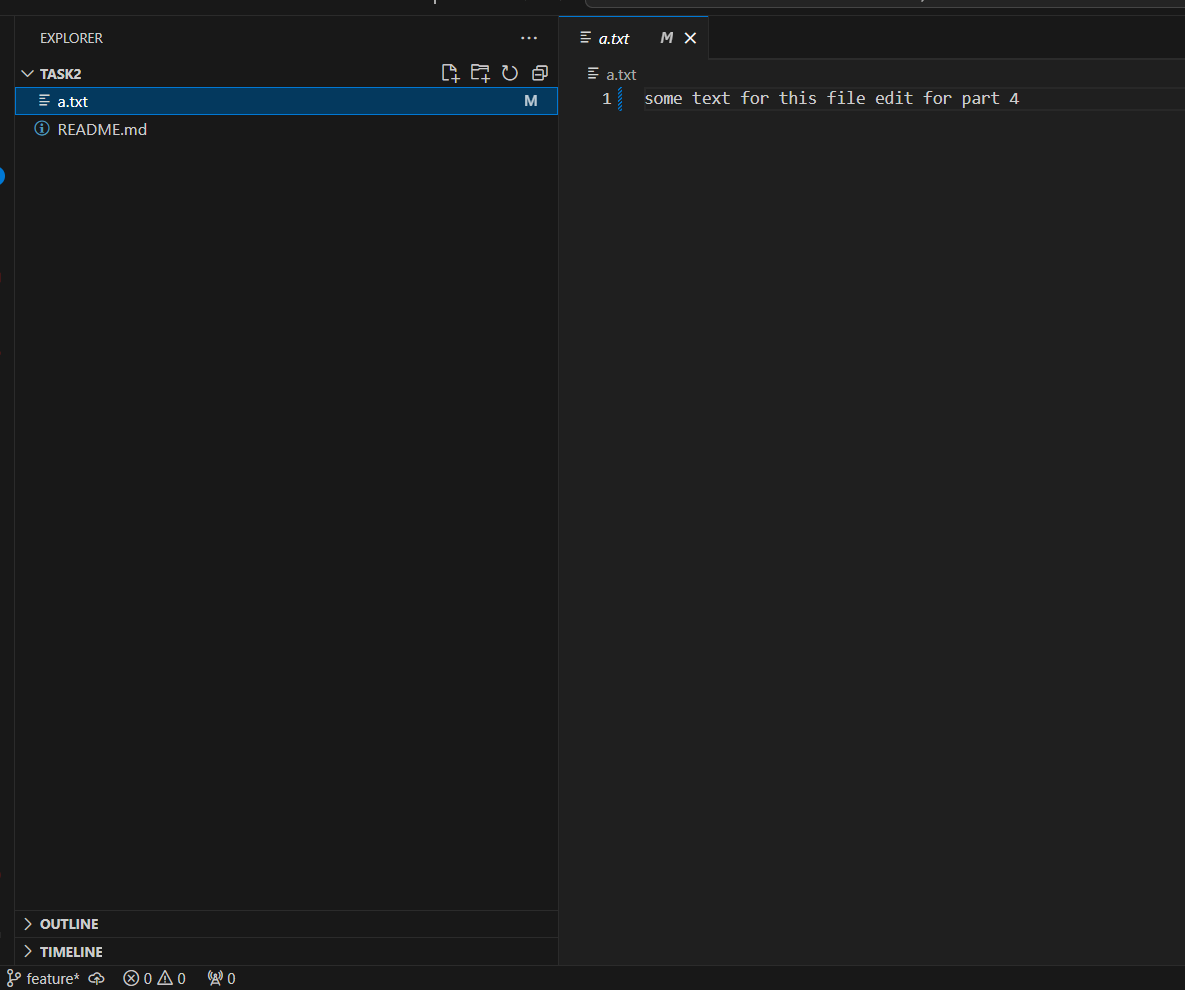 EXPLORER
TASK2
a.txt M
README.md
OUTLINE
TIMELINE
a.txt M
a.txt
1 some text for this file edit for part 4
feature* 0 0 0